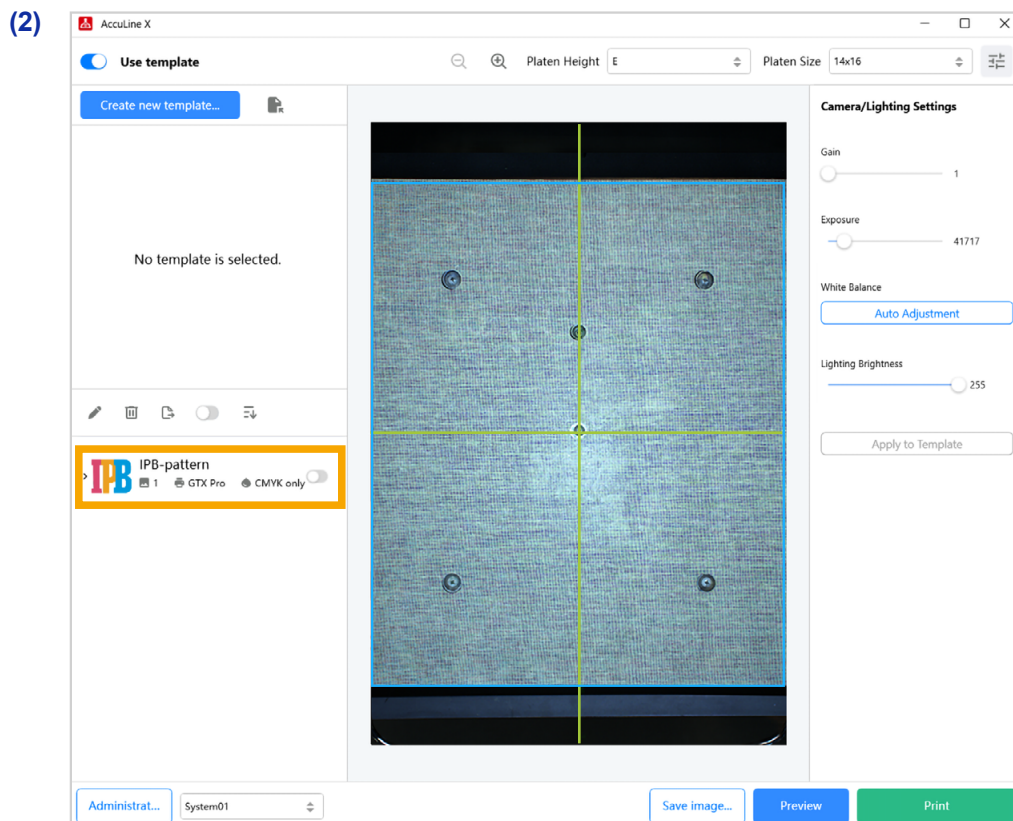 (2)
AccuLine X
Use template
Platen Height E
Platen Size 14x16
Create new template...
Camera/Lighting Settings
Gain
1
Exposure
41717
No template is selected.
White Balance
Auto Adjustment
Lighting Brightness
255
Apply to Template
IPB IPB-pattern
1 GTX Pro CMYK only
Administrat...
System01
Save image...
Preview
Print